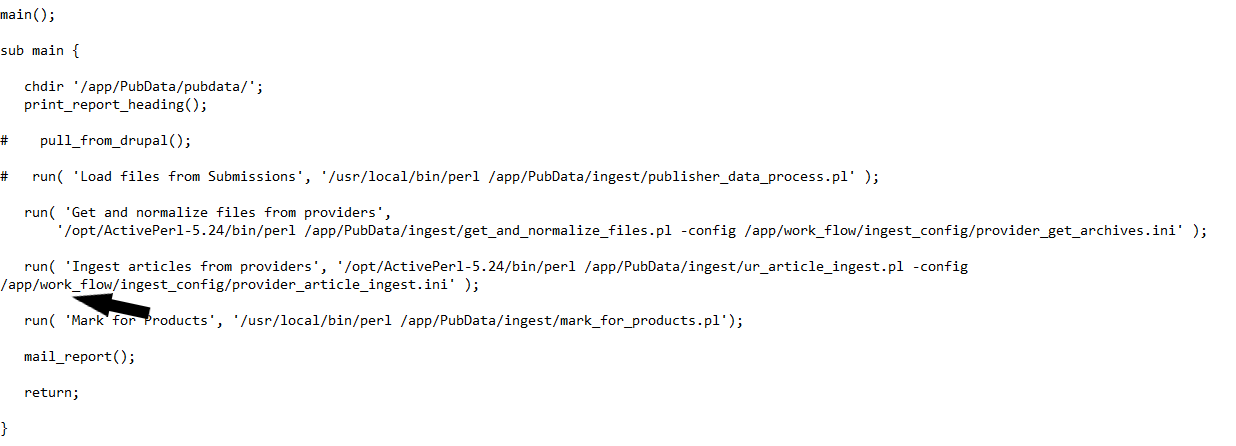 main();
sub main {
chdir '/app/PubData/pubdata/';
print_report_heading();
# pull_from_drupal();
# run( 'Load files from Submissions', '/usr/local/bin/perl /app/PubData/ingest/publisher_data_process.pl' );
run( 'Get and normalize files from providers',
'/opt/ActivePerl-5.24/bin/perl /app/PubData/ingest/get_and_normalize_files.pl -config /app/work_flow/ingest_config/provider_get_archives.ini' );
run( 'Ingest articles from providers', '/opt/ActivePerl-5.24/bin/perl /app/PubData/ingest/ur_article_ingest.pl -config
/app/work_flow/ingest_config/provider_article_ingest.ini' );
run( 'Mark for Products', '/usr/local/bin/perl /app/PubData/ingest/mark_for_products.pl');
mail_report();
return;
}